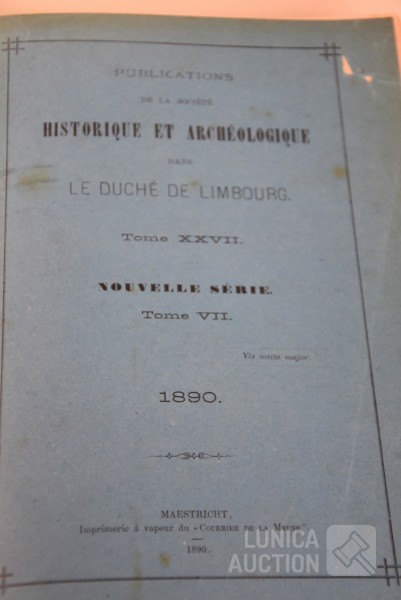 PUBLICATIONS
DE LA SOCIÉTÉ
HISTORIQUE ET ARCHÉOLOGIQUE
DANS
LE DUCHÉ DE LIMBOURG.
Tome XXVII.
NOUVELLE SÉRIE.
Tome VII.
Vis unita major.
1890.
MAESTRICHT,
Imprimerie à vapeur du "COURRIER DE LA MEUSE"
1890.
LUNICA
AUCTION